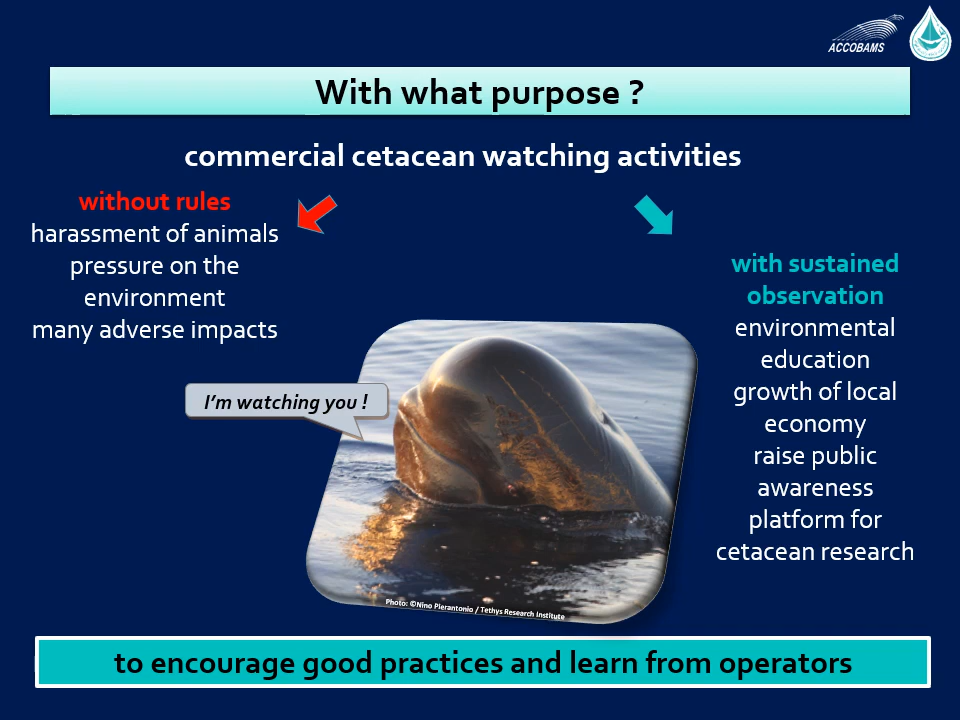 ACCOBAMS
With what purpose ?
commercial cetacean watching activities
without rules
harassment of animals
pressure on the
environment
many adverse impacts
with sustained
observation
environmental
education
growth of local
economy
raise public
awareness
platform for
cetacean research
I'm watching you !
Photo: ©Nino Pierantonio / Tethys Research Institute
to encourage good practices and learn from operators